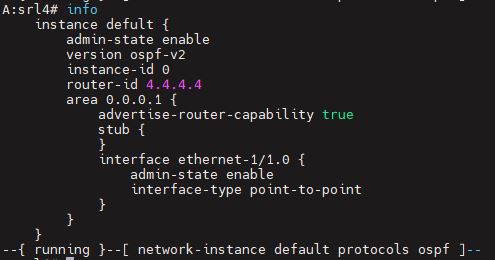 A:srl4# info
instance defult {
admin-state enable
version ospf-v2
instance-id 0
router-id 4.4.4.4
area 0.0.0.1 {
advertise-router-capability true
stub {
}
interface ethernet-1/1.0 {
admin-state enable
interface-type point-to-point
}
}
}
--{ running }--[ network-instance default protocols ospf ]--